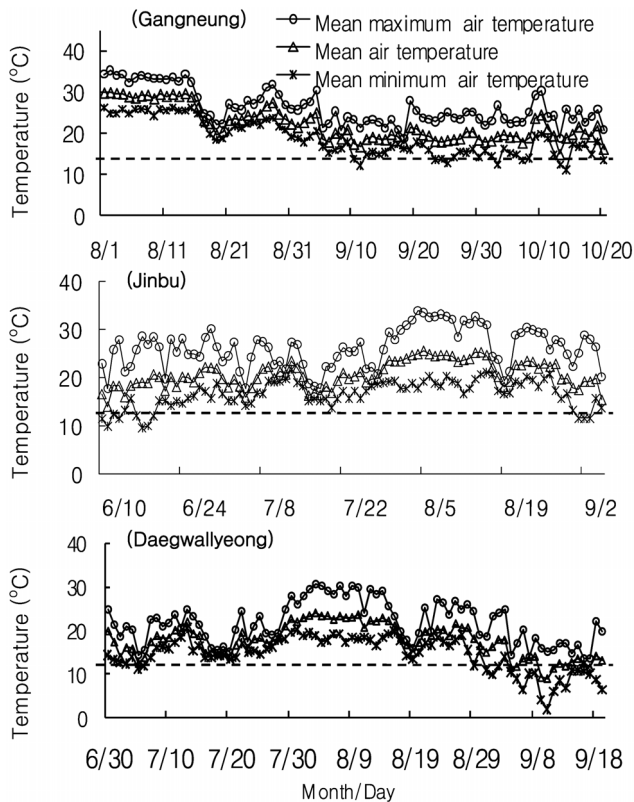 (Gangneung)
Mean maximum air temperature
Mean air temperature
Mean minimum air temperature
Temperature (°C)
40
30
20
10
0
8/1 8/11 8/21 8/31 9/10 9/20 9/30 10/10 10/20
(Jinbu)
Temperature (°C)
40
30
20
10
0
6/10 6/24 7/8 7/22 8/5 8/19 9/2
(Daegwallyeong)
Temperature (°C)
40
30
20
10
0
6/30 7/10 7/20 7/30 8/9 8/19 8/29 9/8 9/18
Month/Day